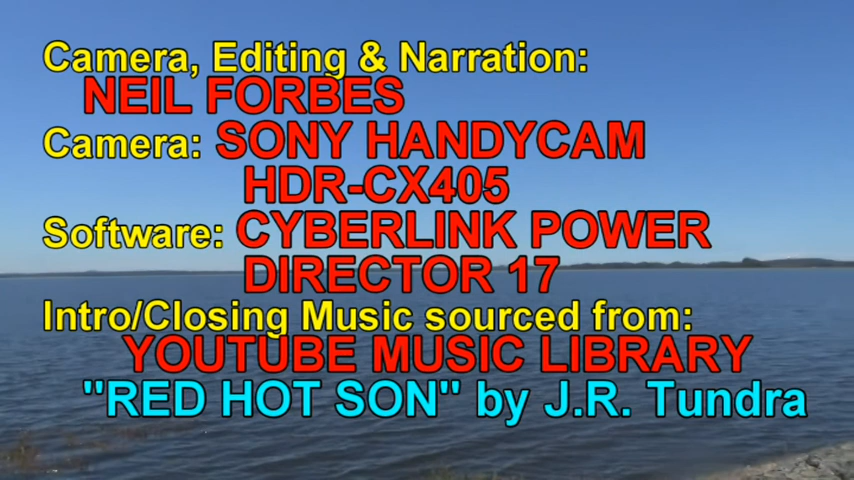 Camera, Editing & Narration:
NEIL FORBES
Camera: SONY HANDYCAM
HDR-CX405
Software: CYBERLINK POWER
DIRECTOR 17
Intro/Closing Music sourced from:
YOUTUBE MUSIC LIBRARY
"RED HOT SON" by J.R. Tundra